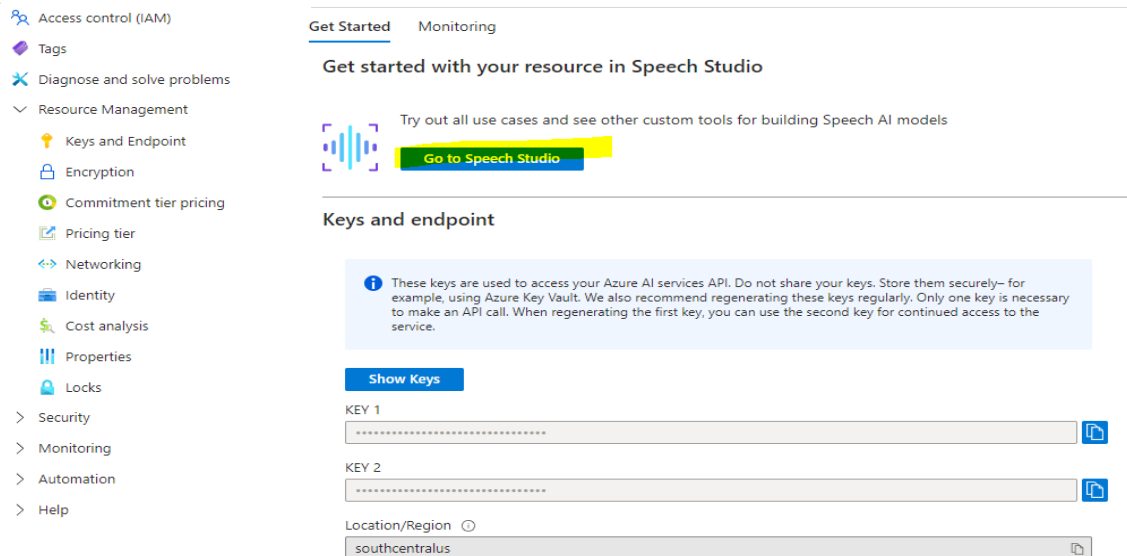 Access control (IAM)
Tags
Diagnose and solve problems
Resource Management
Keys and Endpoint
Encryption
Commitment tier pricing
Pricing tier
Networking
Identity
Cost analysis
Properties
Locks
Security
Monitoring
Automation
Help
Get Started Monitoring
Get started with your resource in Speech Studio
Try out all use cases and see other custom tools for building Speech AI models
Go to Speech Studio
Keys and endpoint
These keys are used to access your Azure AI services API. Do not share your keys. Store them securely– for
example, using Azure Key Vault. We also recommend regenerating these keys regularly. Only one key is necessary
to make an API call. When regenerating the first key, you can use the second key for continued access to the
service.
Show Keys
KEY 1
KEY 2
Location/Region
southcentralus